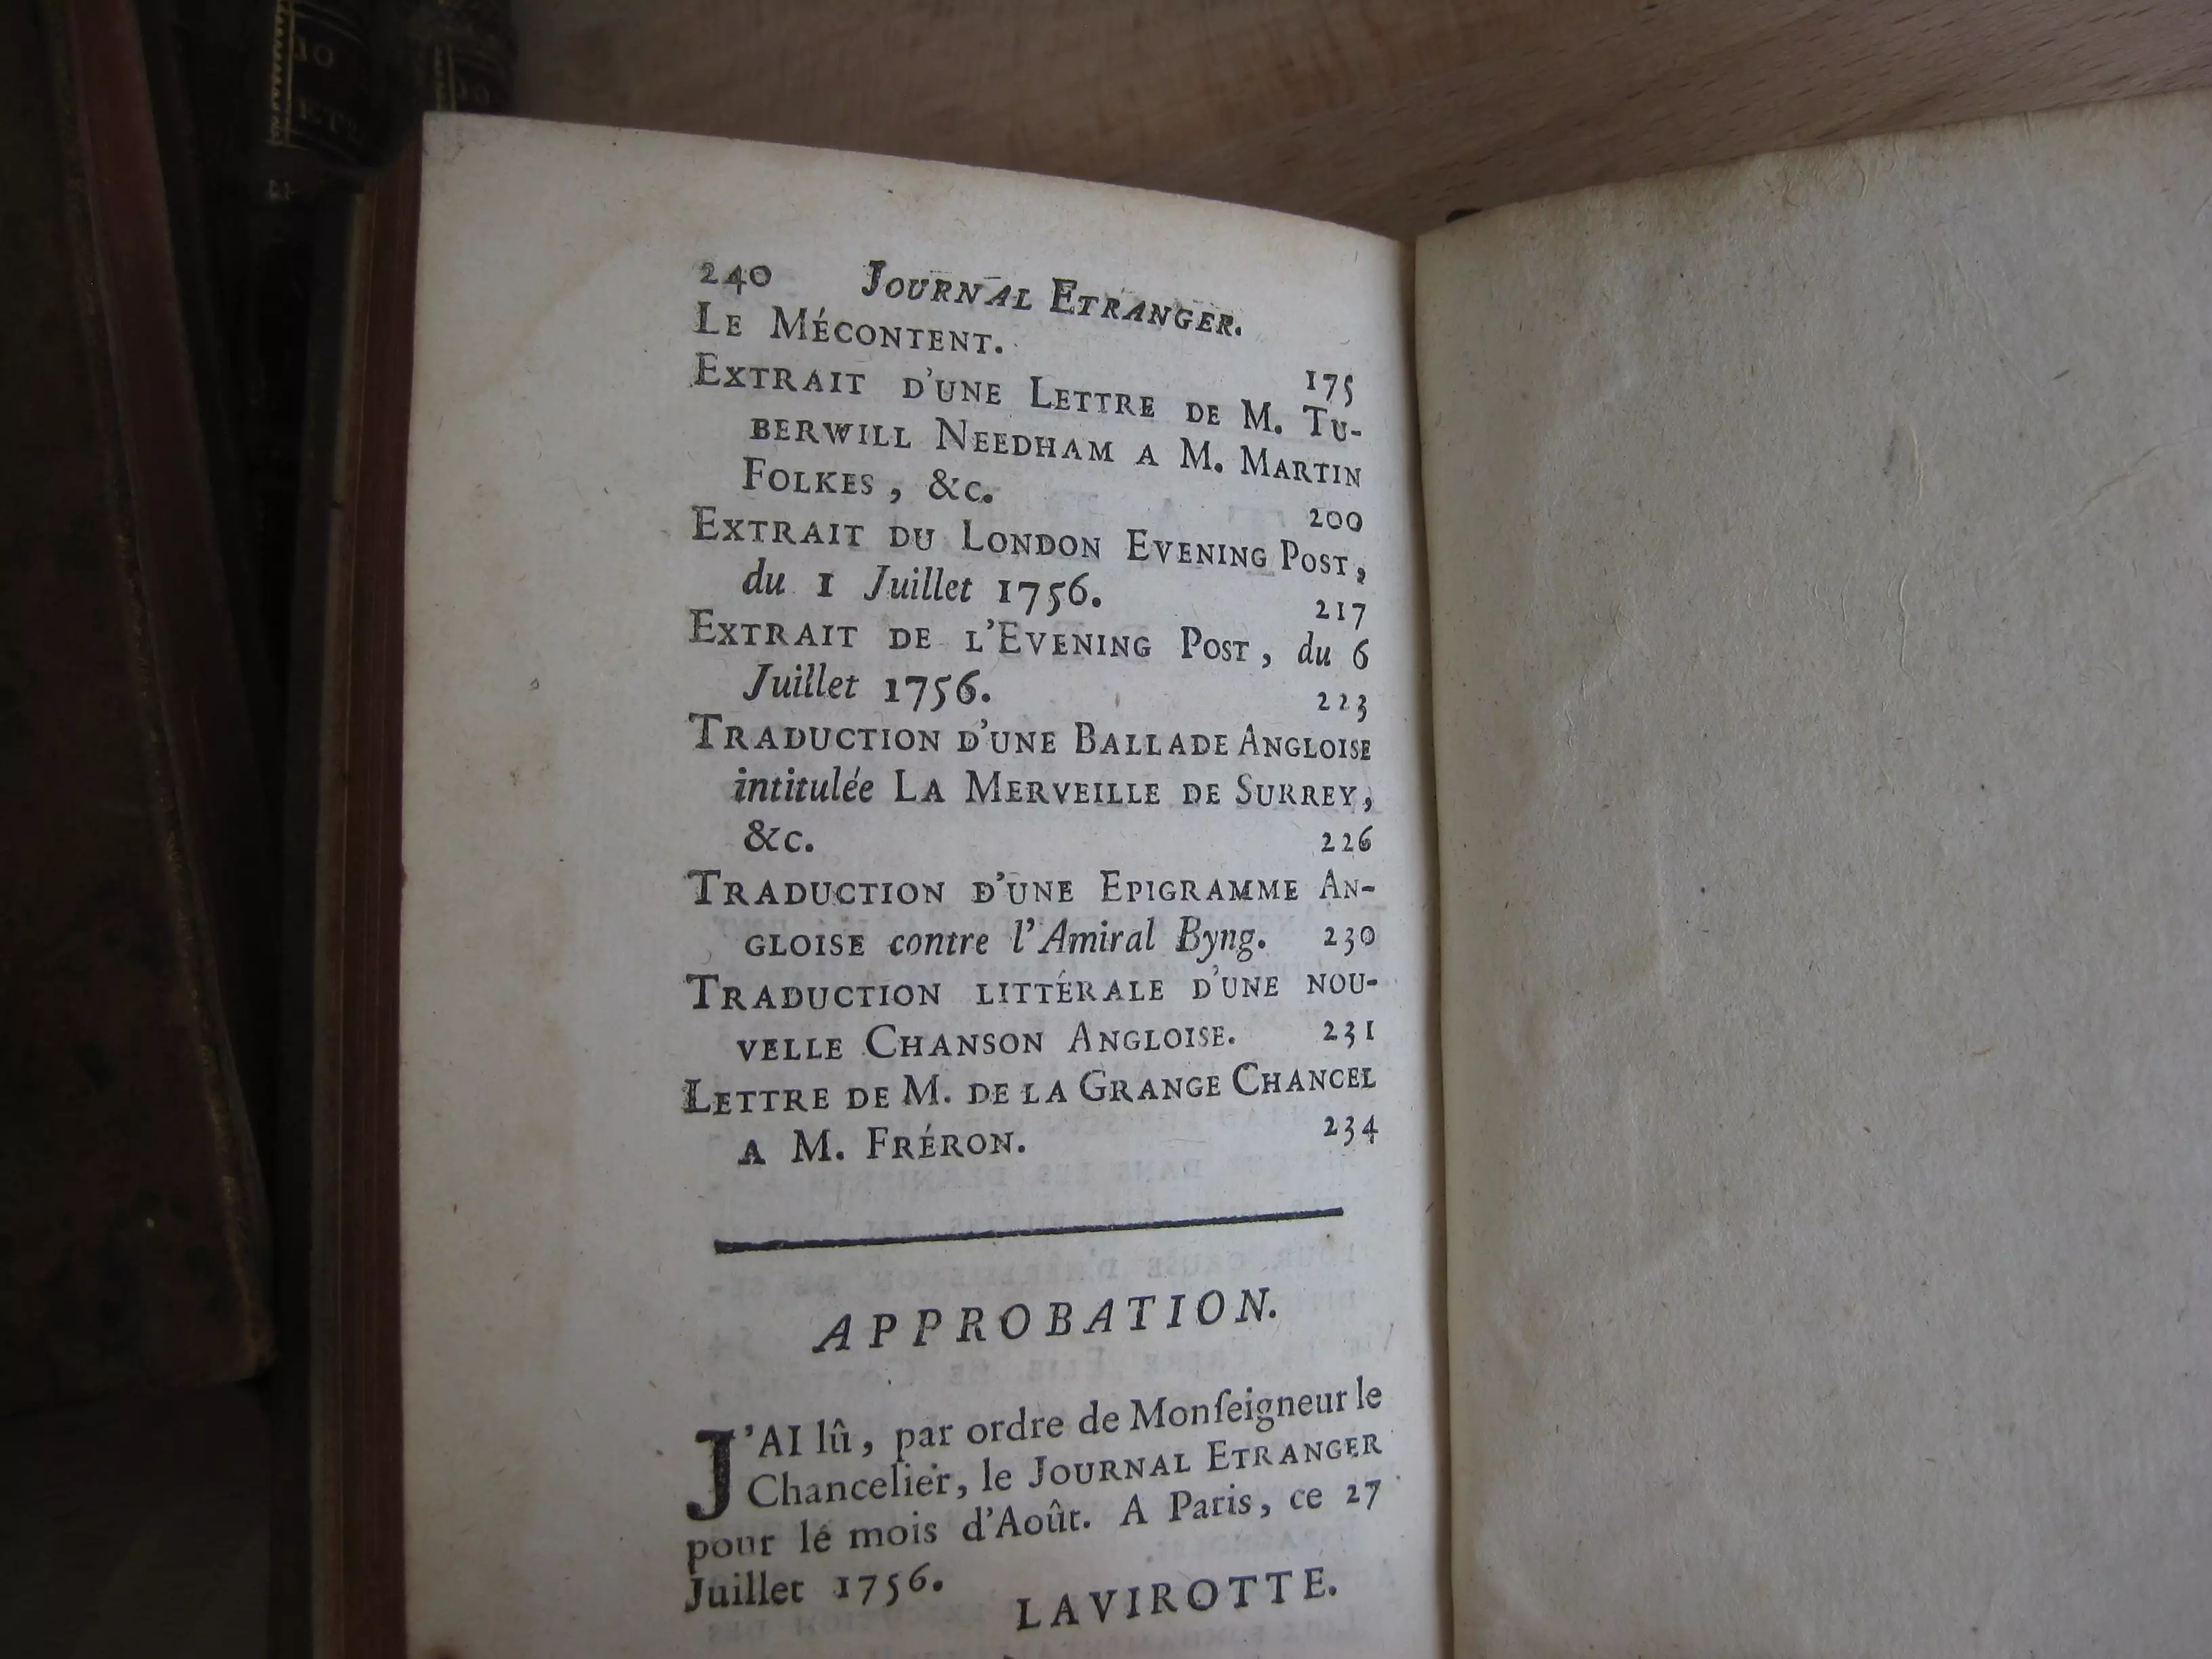 240 JOURNAL ETRANGER.
LE MÉCONTENT. 175
EXTRAIT D'UNE LETTRE DE M. TU-
BERWILL NEEDHAM A M. MARTIN
FOLKES, &c. 200
EXTRAIT DU LONDON EVENING POST,
du 1 Juillet 1756. 217
EXTRAIT DE L'EVENING POST, du 6
Juillet 1756. 223
TRADUCTION D'UNE BALLADE ANGLOISE
intitulée LA MERVEILLE DE SURREY,
&c. 226
TRADUCTION D'UNE EPIGRAMME AN-
GLOISE contre l'Amiral Byng. 230
TRADUCTION LITTÉRALE D'UNE NOU-
VELLE CHANSON ANGLOISE. 231
LETTRE DE M. DE LA GRANGE CHANCEL
A M. FRÉRON. 234
APPROBATION.
J'AI lû, par ordre de Monſeigneur le
Chancelier, le JOURNAL ETRANGER
pour le mois d'Août. A Paris, ce 27
Juillet 1756.
LAVIROTTE.